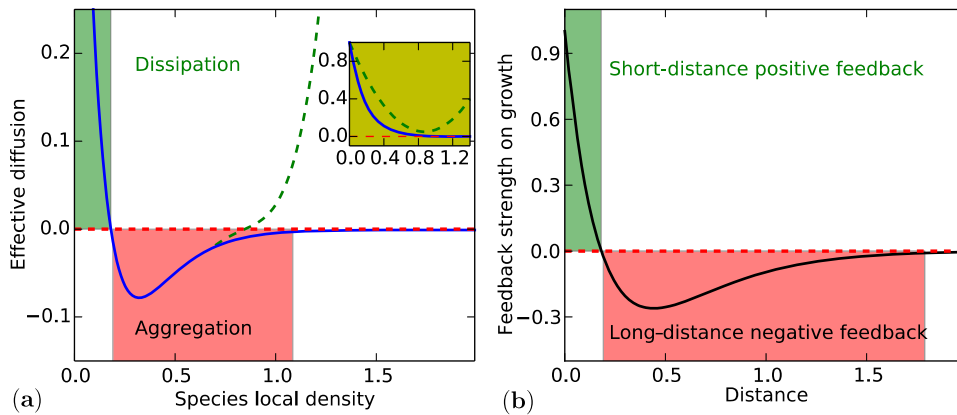 0.2
0.1
0.0
−0.1
Effective diffusion
Dissipation
Aggregation
0.8
0.4
0.0
0.0 0.4 0.8 1.2
0.0 0.5 1.0 1.5
Species local density
(a)
0.9
0.6
0.3
0.0
−0.3
Feedback strength on growth
Short-distance positive feedback
Long–distance negative feedback
0.0 0.5 1.0 1.5
Distance
(b)